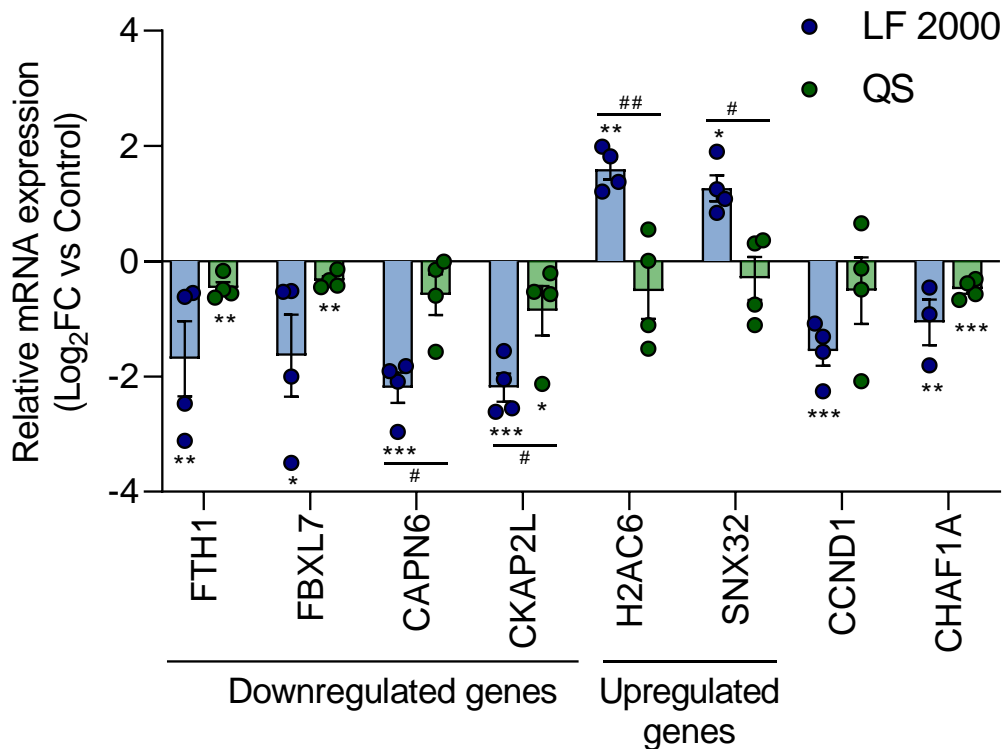 Relative mRNA expression
(Log₂FC vs Control)
4
2
0
-2
-4
LF 2000
QS
##
#
**
*
**
**
*
**
***
#
***
*
#
***
**
***
FTH1
FBXL7
CAPN6
CKAP2L
H2AC6
SNX32
CCND1
CHAF1A
Downregulated genes
Upregulated
genes